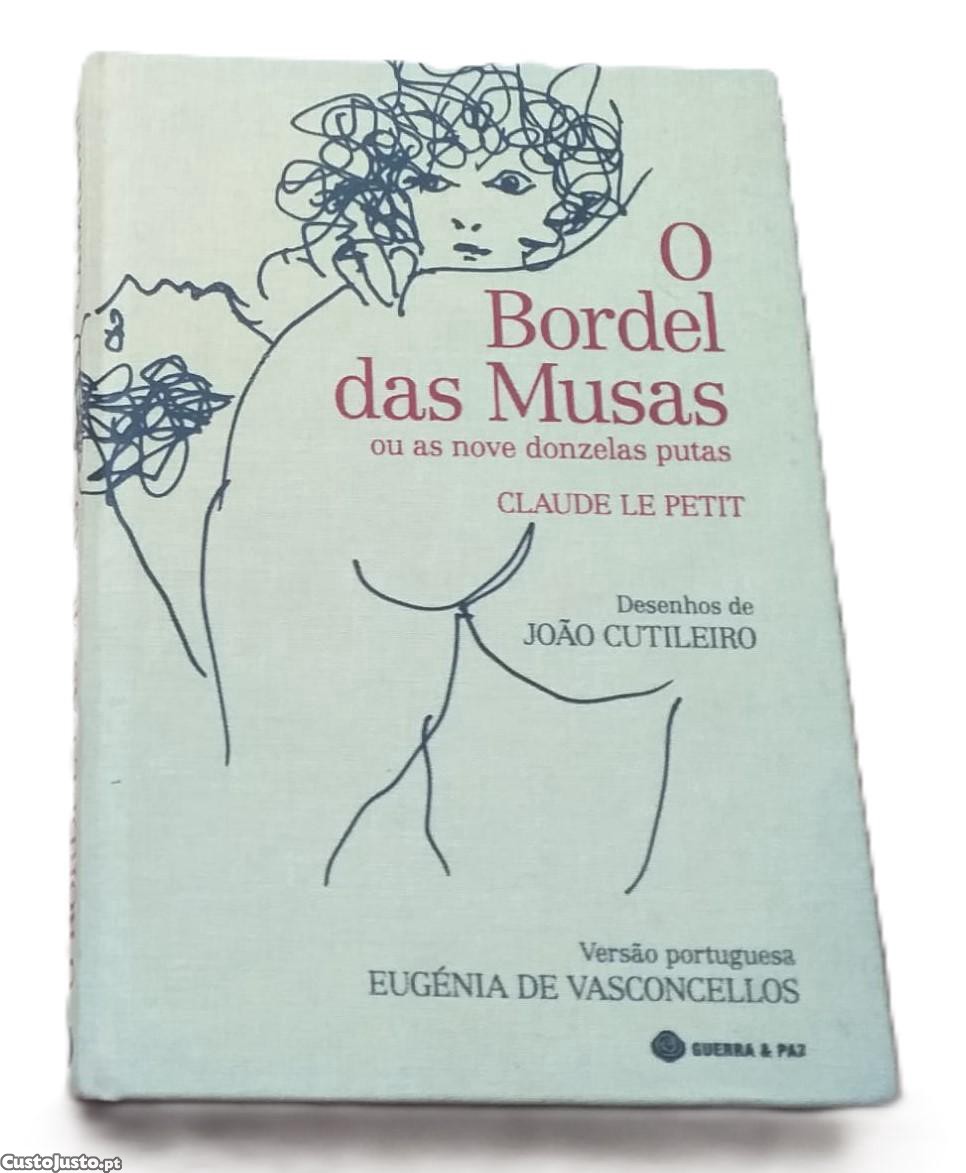 O
Bordel
das Musas
ou as nove donzelas putas
CLAUDE LE PETIT
Desenhos de
JOÃO CUTILEIRO
Versão portuguesa
EUGÉNIA DE VASCONCELLOS
GUERRA & PAZ
CustoJusto.pt